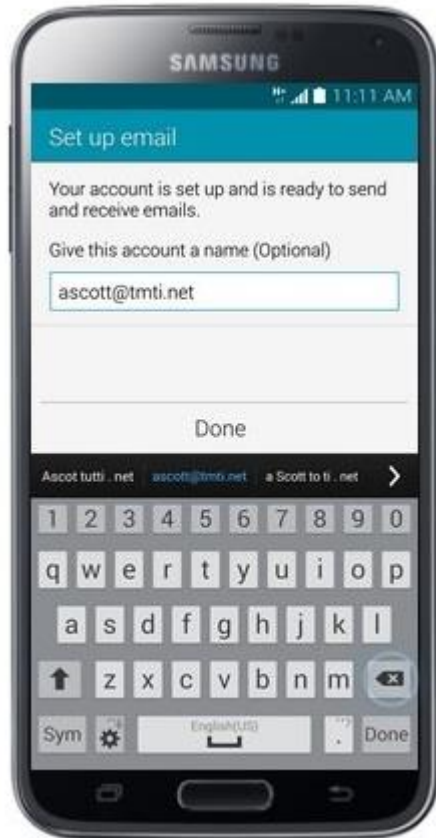 SAMSUNG
11:11 AM
Set up email
Your account is set up and is ready to send
and receive emails.
Give this account a name (Optional)
ascott@tmti.net
Done
Ascot tutti . net ascott@tmti.net a Scott to ti . net
1 2 3 4 5 6 7 8 9 0
q w e r t y u i o p
a s d f g h j k l
z x c v b n m
Sym English(US) . Done